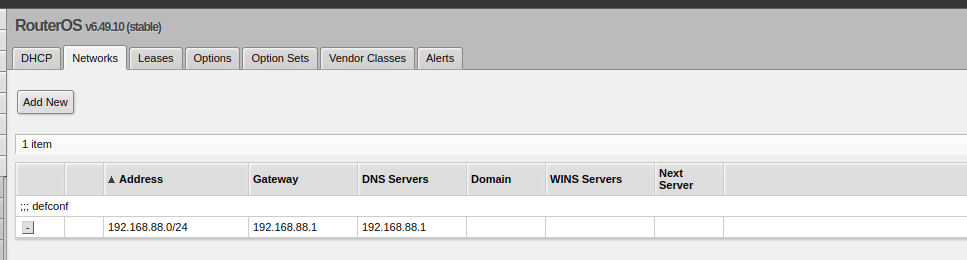 RouterOS v6.49.10 (stable)
DHCP Networks Leases Options Option Sets Vendor Classes Alerts
Add New
1 item
▲ Address Gateway DNS Servers Domain WINS Servers Next Server
;;; defconf
- 192.168.88.0/24 192.168.88.1 192.168.88.1